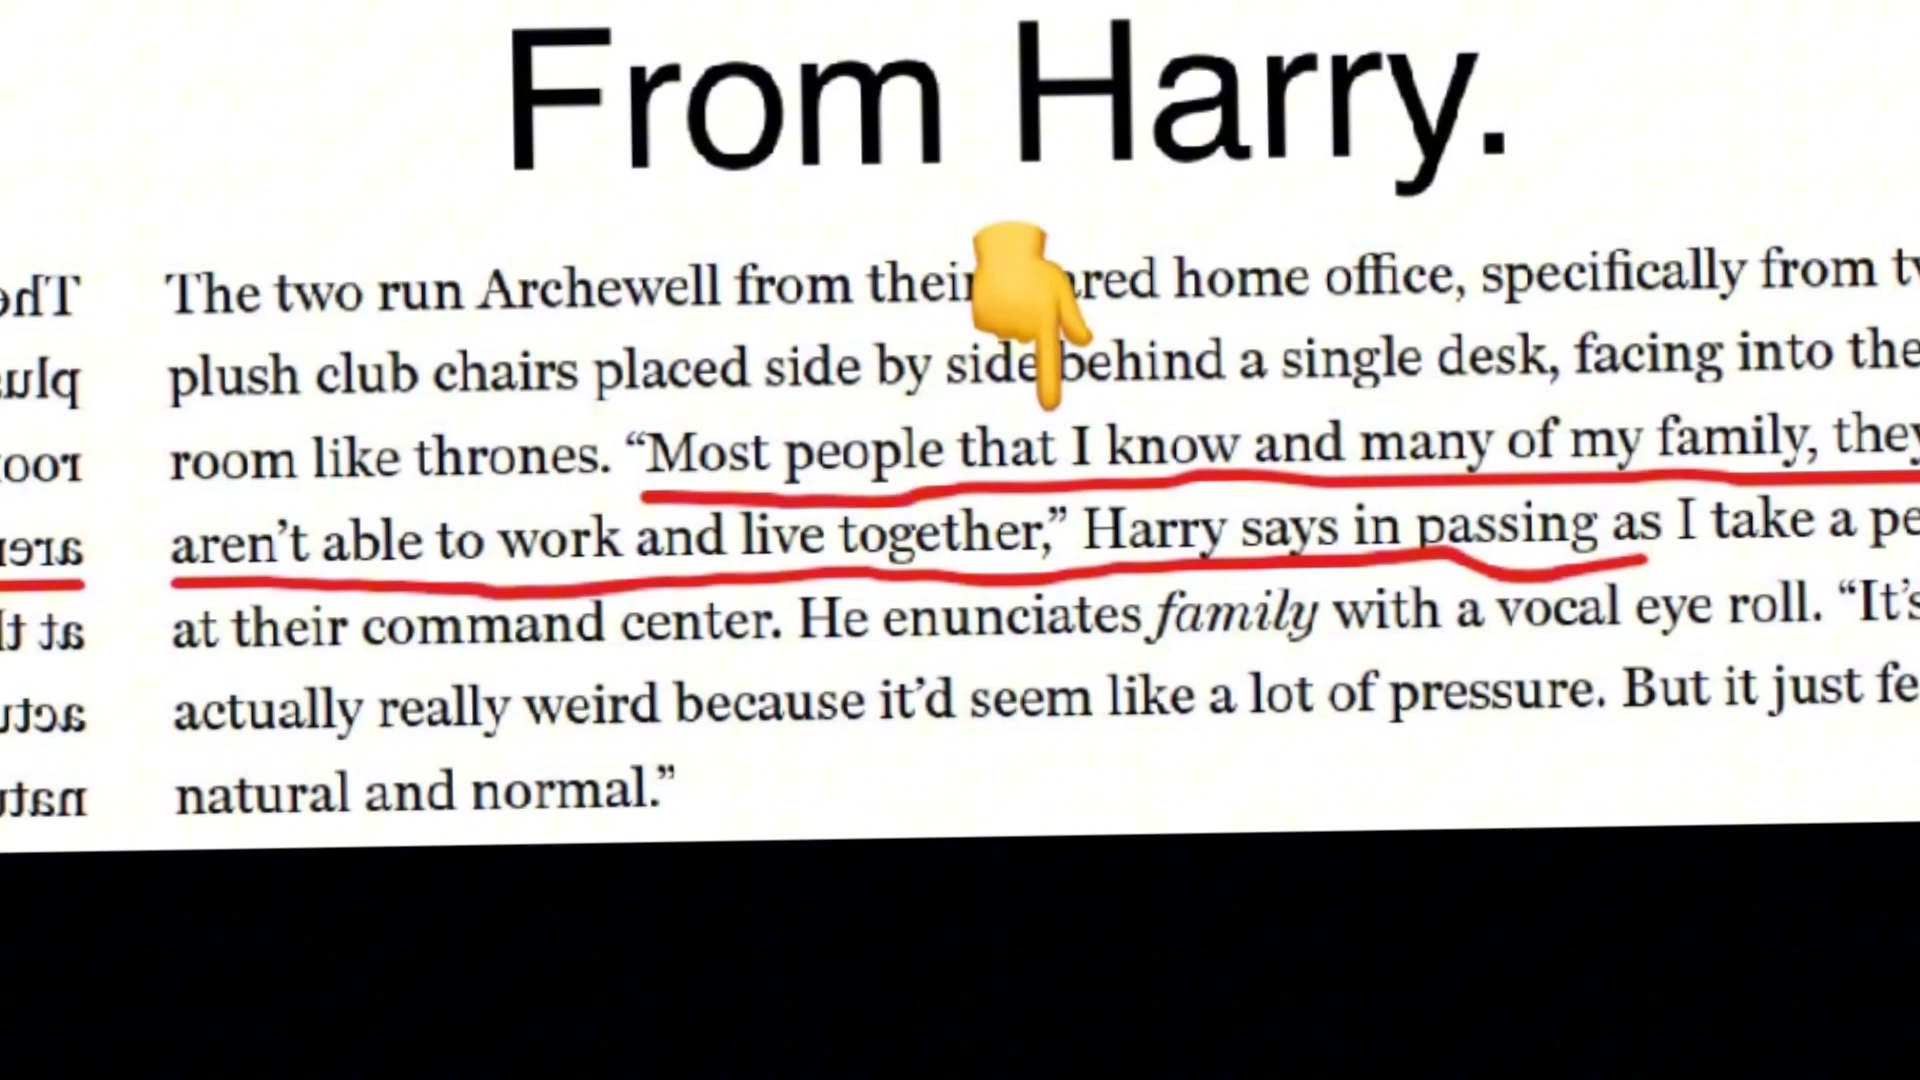 From Harry.
The two run Archewell from their home office, specifically from
plush club chairs placed side by side behind a single desk, facing into the
room like thrones. “Most people that I know and many of my family, they
aren’t able to work and live together,” Harry says in passing as I take a
at their command center. He enunciates family with a vocal eye roll. “It’s
actually really weird because it’d seem like a lot of pressure. But it just
natural and normal.”